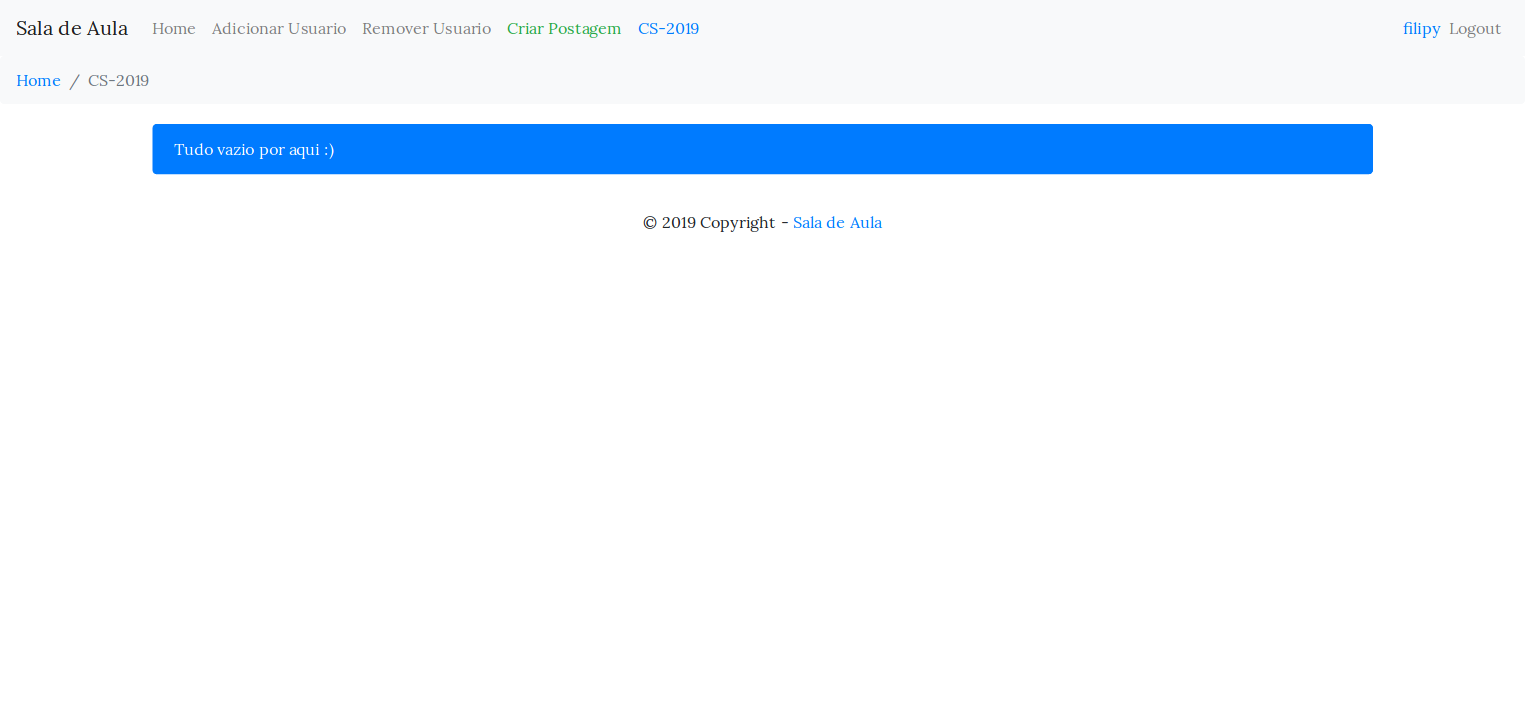 Sala de Aula Home Adicionar Usuario Remover Usuario Criar Postagem CS-2019 filipy Logout
Home / CS-2019
Tudo vazio por aqui :)
© 2019 Copyright - Sala de Aula